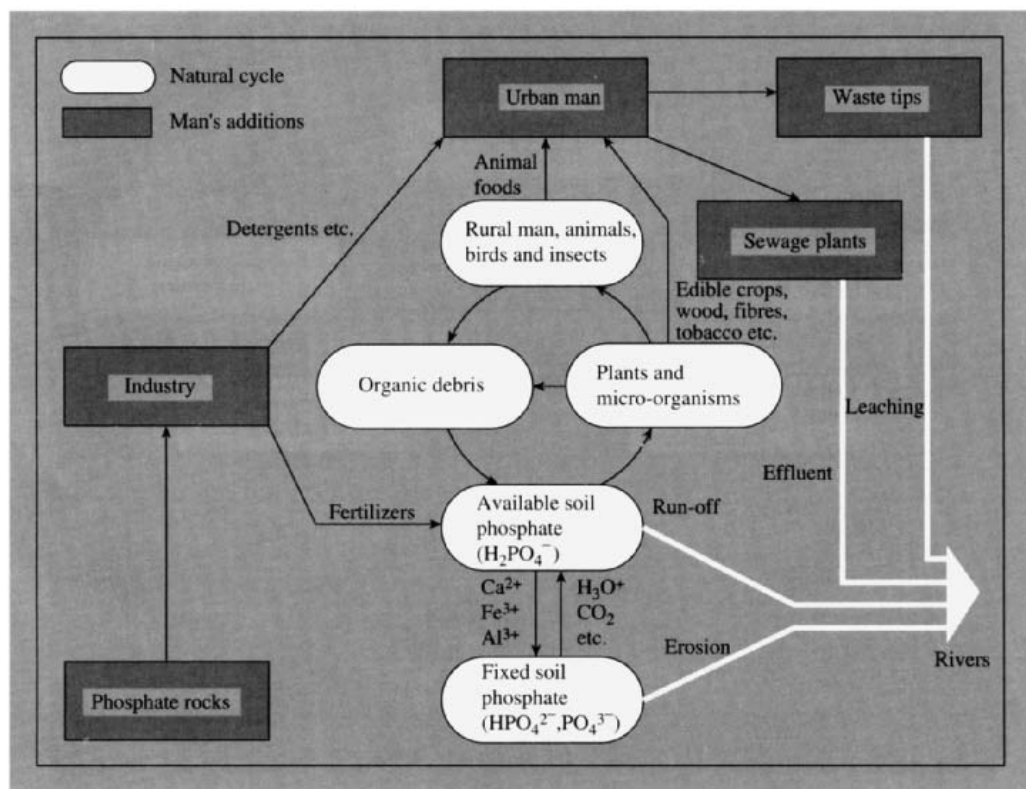 Natural cycle
Man's additions
Urban man
Waste tips
Animal
foods
Detergents etc.
Rural man, animals,
birds and insects
Sewage plants
Edible crops,
wood, fibres,
tobacco etc.
Industry
Organic debris
Plants and
micro-organisms
Leaching
Effluent
Fertilizers
Available soil
phosphate
(H₂PO₄⁻)
Run-off
Ca²⁺
Fe³⁺
Al³⁺
H₃O⁺
CO₂
etc.
Erosion
Rivers
Phosphate rocks
Fixed soil
phosphate
(HPO₄²⁻,PO₄³⁻)